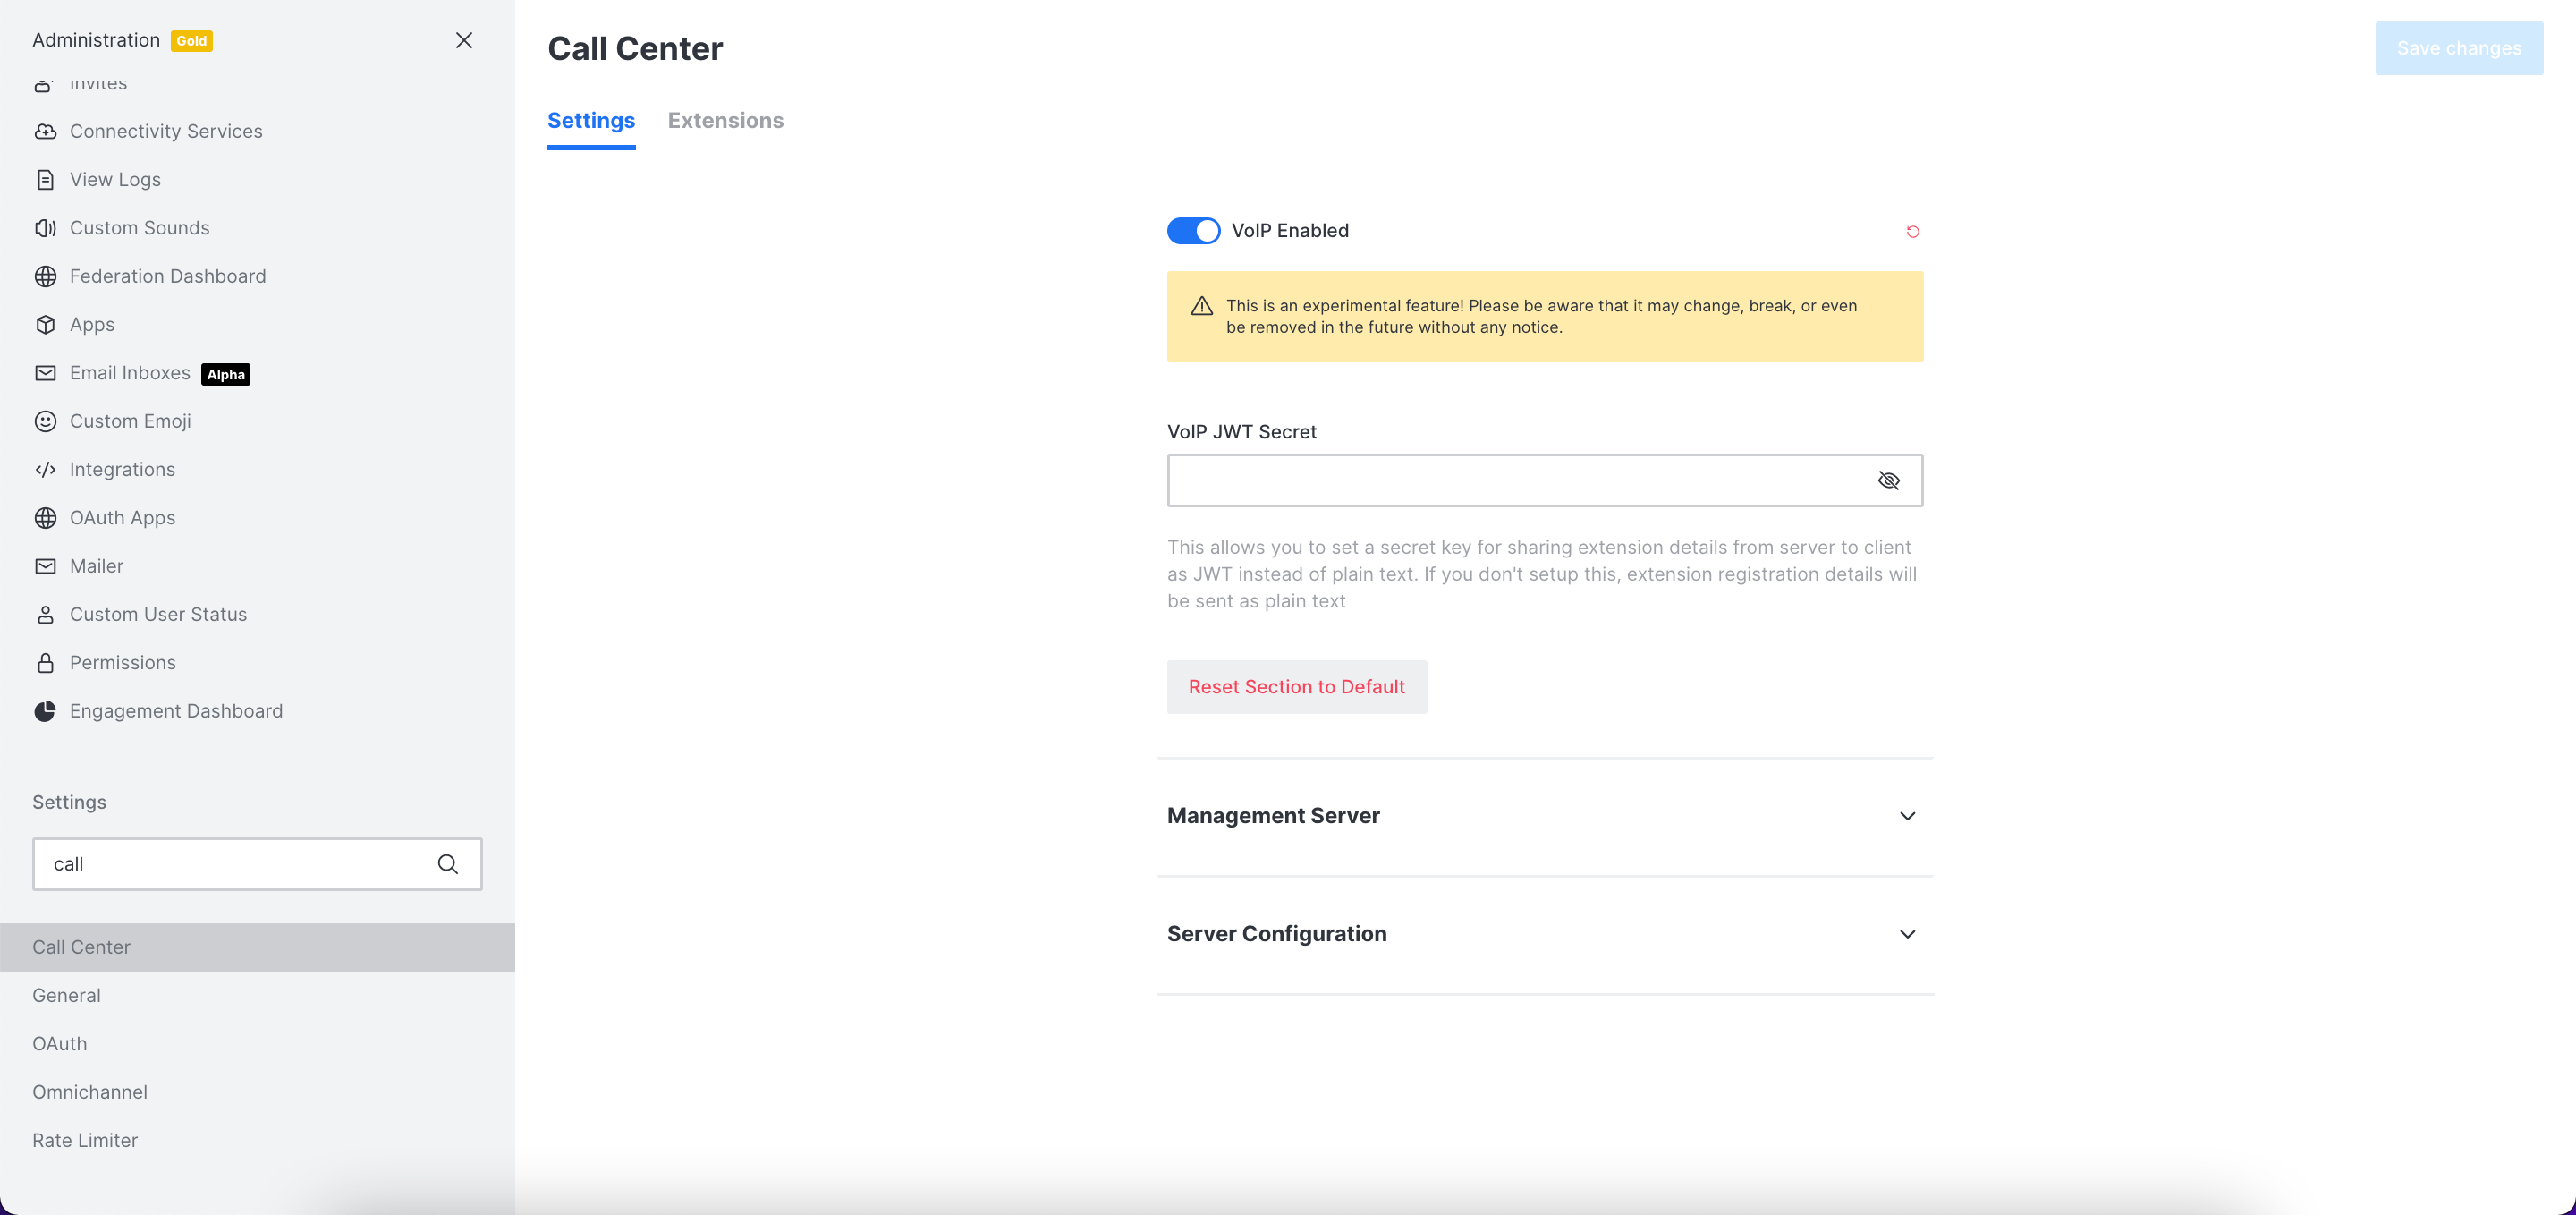 Administration Gold
Invites
Connectivity Services
View Logs
Custom Sounds
Federation Dashboard
Apps
Email Inboxes Alpha
Custom Emoji
Integrations
OAuth Apps
Mailer
Custom User Status
Permissions
Engagement Dashboard
Settings
call
Call Center
General
OAuth
Omnichannel
Rate Limiter
Call Center
Save changes
Settings Extensions
VoIP Enabled
This is an experimental feature! Please be aware that it may change, break, or even
be removed in the future without any notice.
VoIP JWT Secret
This allows you to set a secret key for sharing extension details from server to client
as JWT instead of plain text. If you don't setup this, extension registration details will
be sent as plain text
Reset Section to Default
Management Server
Server Configuration